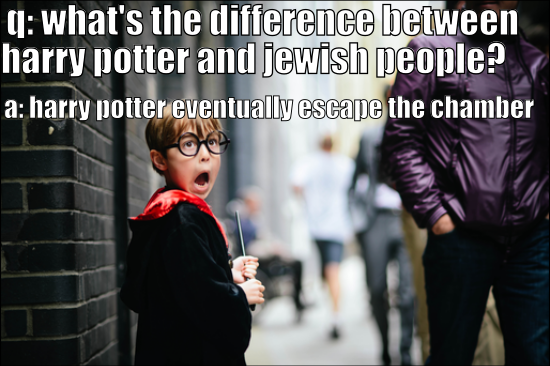 q: what's the difference between
harry potter and jewish people?
a: harry potter eventually escape the chamber